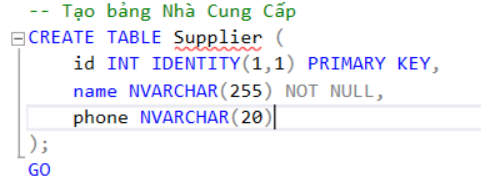 -- Tạo bảng Nhà Cung Cấp
CREATE TABLE Supplier (
    id INT IDENTITY(1,1) PRIMARY KEY,
    name NVARCHAR(255) NOT NULL,
    phone NVARCHAR(20)
);
GO